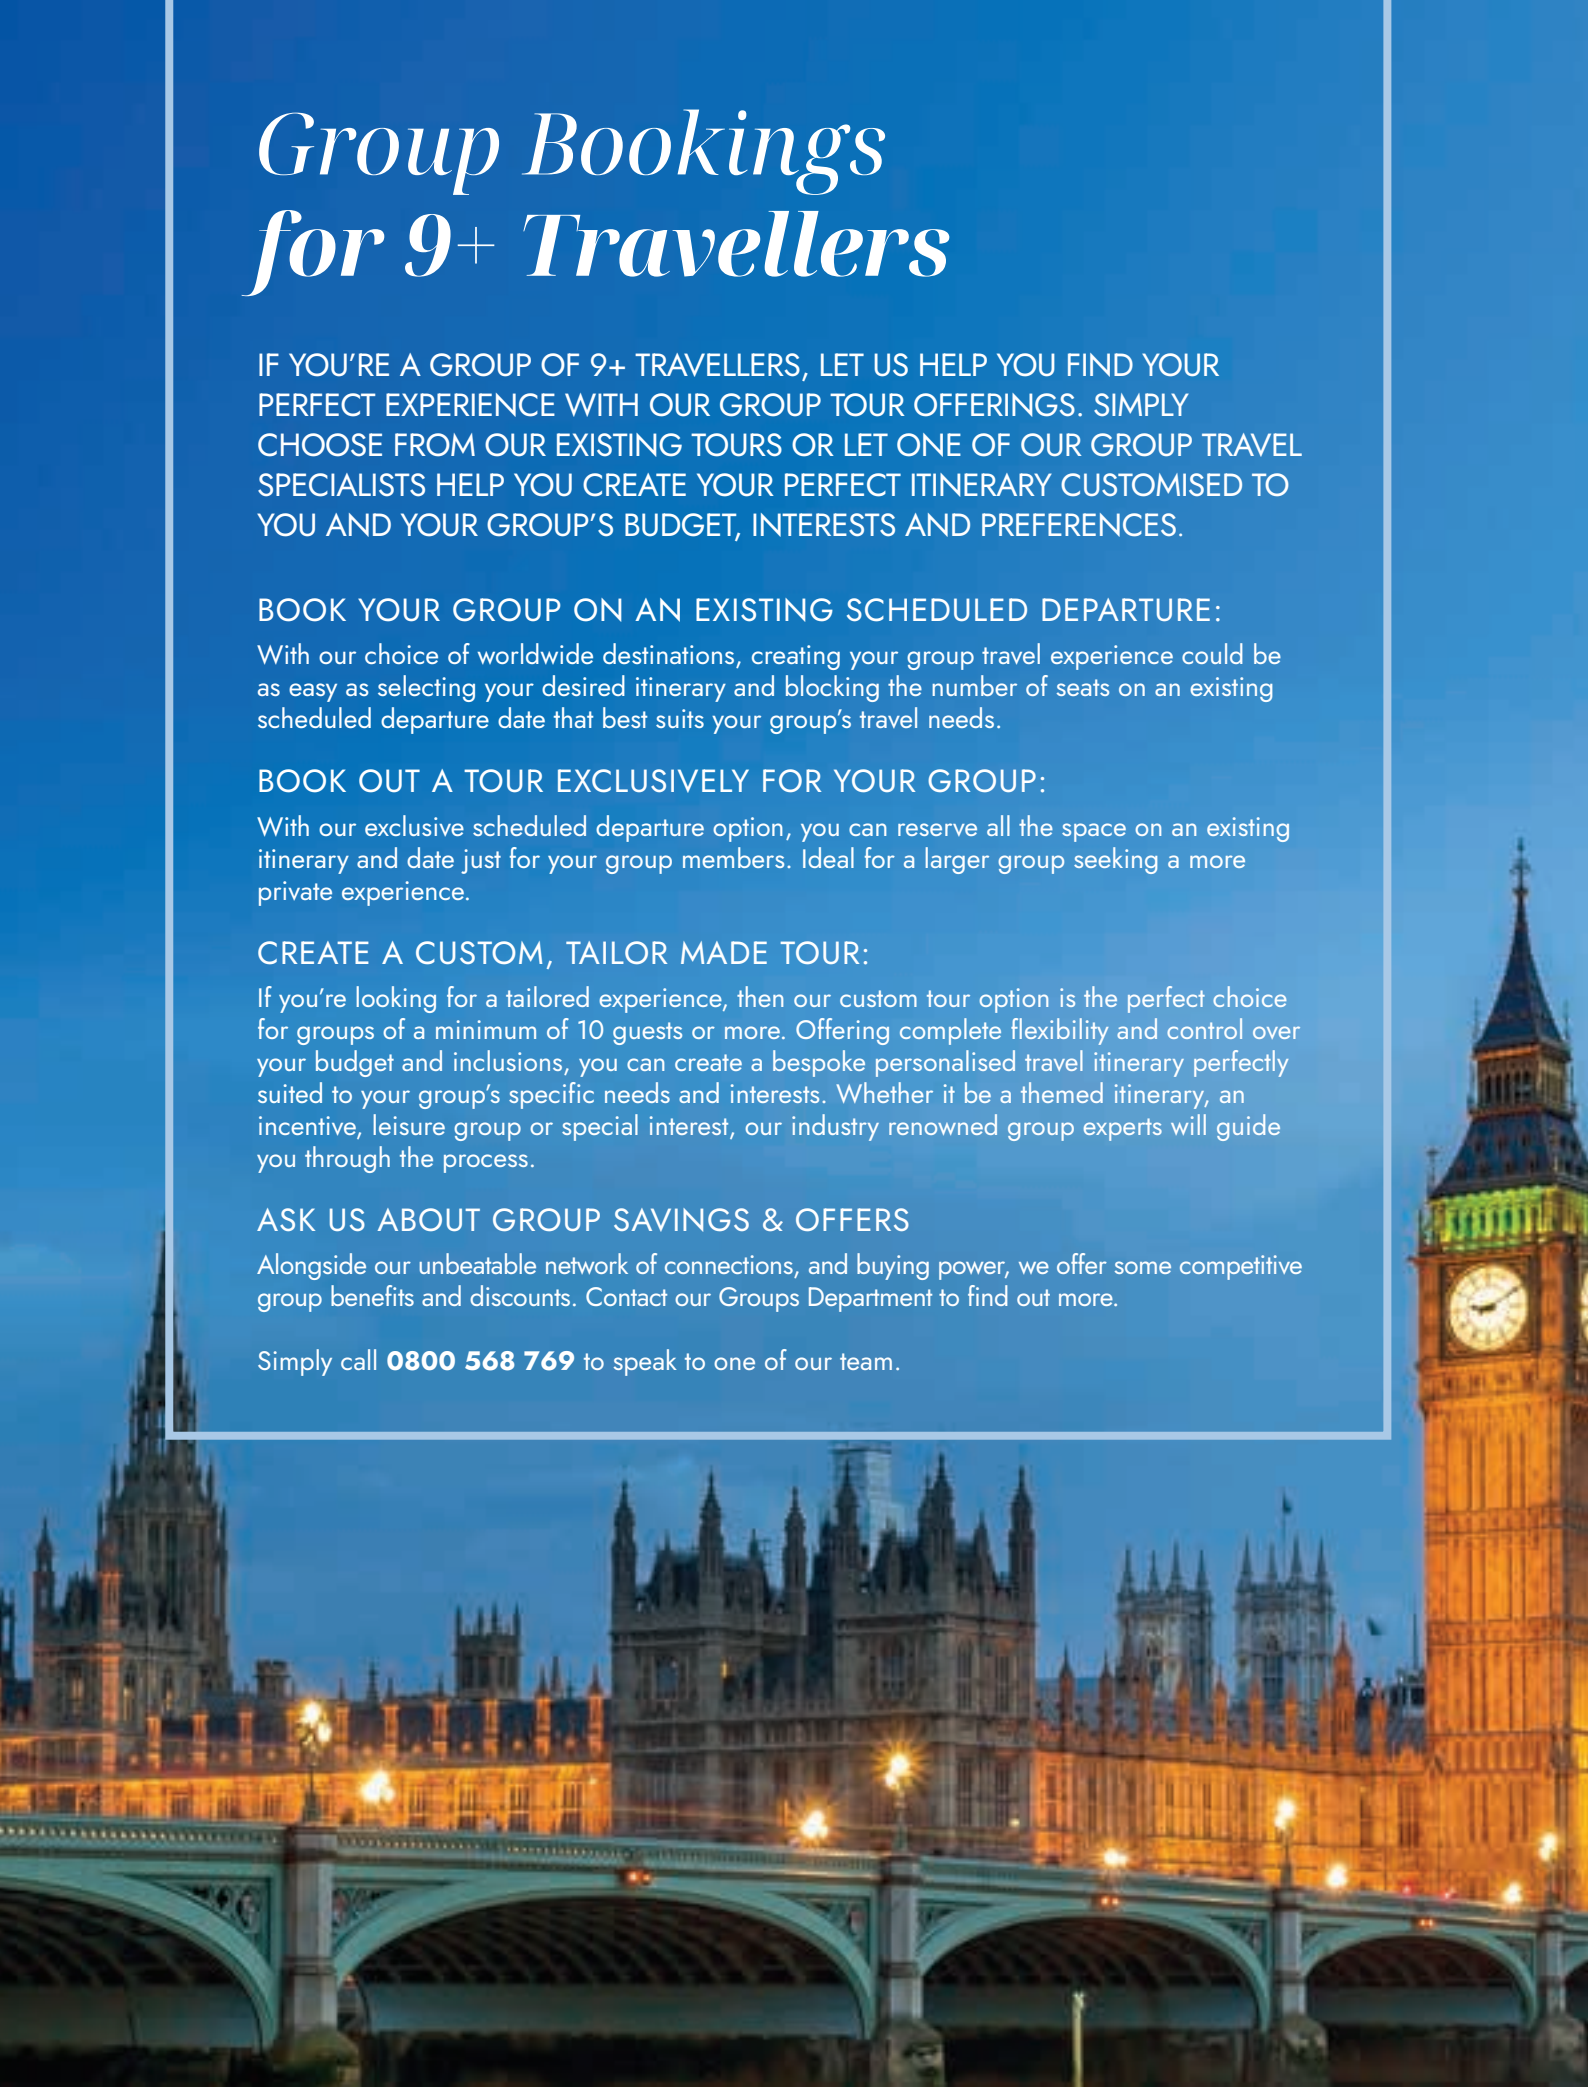 Group Bookings
for 9+ Travellers
IF YOU’RE A GROUP OF 9+ TRAVELLERS, LET US HELP YOU FIND YOUR
PERFECT EXPERIENCE WITH OUR GROUP TOUR OFFERINGS. SIMPLY
CHOOSE FROM OUR EXISTING TOURS OR LET ONE OF OUR GROUP TRAVEL
SPECIALISTS HELP YOU CREATE YOUR PERFECT ITINERARY CUSTOMISED TO
YOU AND YOUR GROUP’S BUDGET, INTERESTS AND PREFERENCES.
BOOK YOUR GROUP ON AN EXISTING SCHEDULED DEPARTURE:
With our choice of worldwide destinations, creating your group travel experience could be
as easy as selecting your desired itinerary and blocking the number of seats on an existing
scheduled departure date that best suits your group’s travel needs.
BOOK OUT A TOUR EXCLUSIVELY FOR YOUR GROUP:
With our exclusive scheduled departure option, you can reserve all the space on an existing
itinerary and date just for your group members. Ideal for a larger group seeking a more
private experience.
CREATE A CUSTOM, TAILOR MADE TOUR:
If you’re looking for a tailored experience, then our custom tour option is the perfect choice
for groups of a minimum of 10 guests or more. Offering complete flexibility and control over
your budget and inclusions, you can create a bespoke personalised travel itinerary perfectly
suited to your group’s specific needs and interests. Whether it be a themed itinerary, an
incentive, leisure group or special interest, our industry renowned group experts will guide
you through the process.
ASK US ABOUT GROUP SAVINGS & OFFERS
Alongside our unbeatable network of connections, and buying power, we offer some competitive
group benefits and discounts. Contact our Groups Department to find out more.
Simply call 0800 568 769 to speak to one of our team.